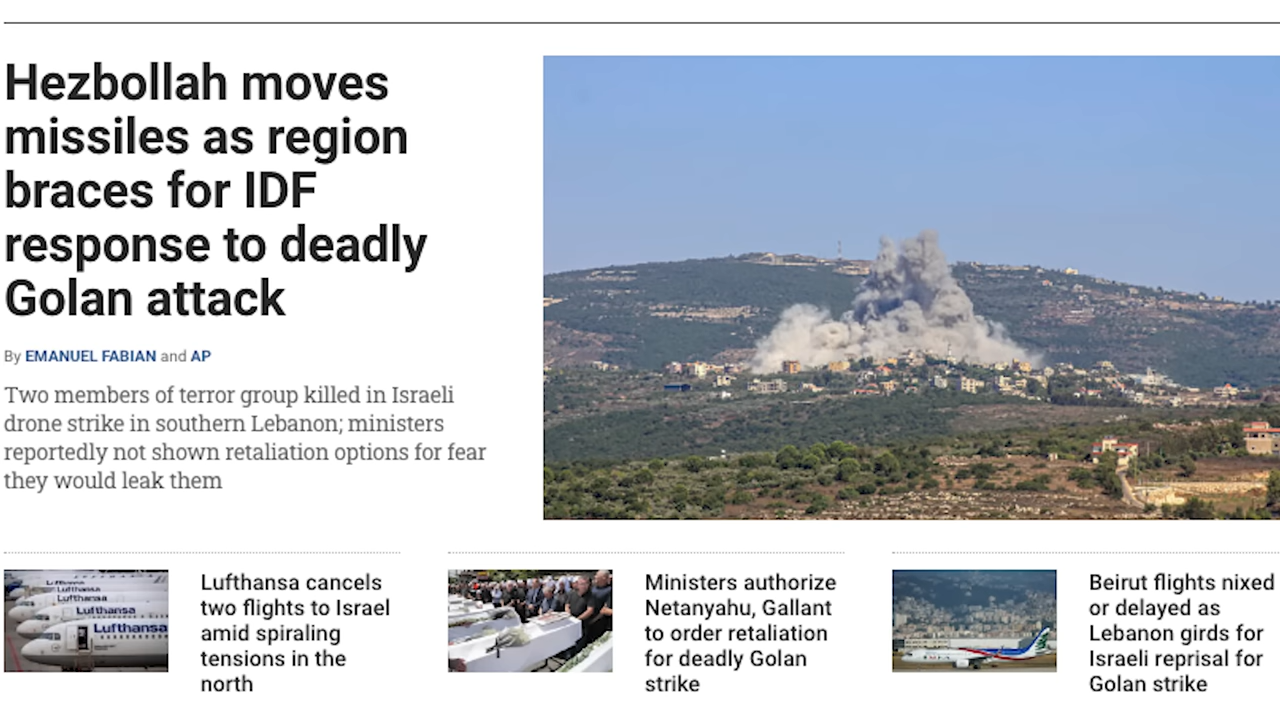 Hezbollah moves
missiles as region
braces for IDF
response to deadly
Golan attack
By EMANUEL FABIAN and AP
Two members of terror group killed in Israeli
drone strike in southern Lebanon; ministers
reportedly not shown retaliation options for fear
they would leak them
Lufthansa
Lufthansa
Lufthansa
Lufthansa
Lufthansa cancels
two flights to Israel
amid spiraling
tensions in the
north
Ministers authorize
Netanyahu, Gallant
to order retaliation
for deadly Golan
strike
Beirut flights nixed
or delayed as
Lebanon girds for
Israeli reprisal for
Golan strike